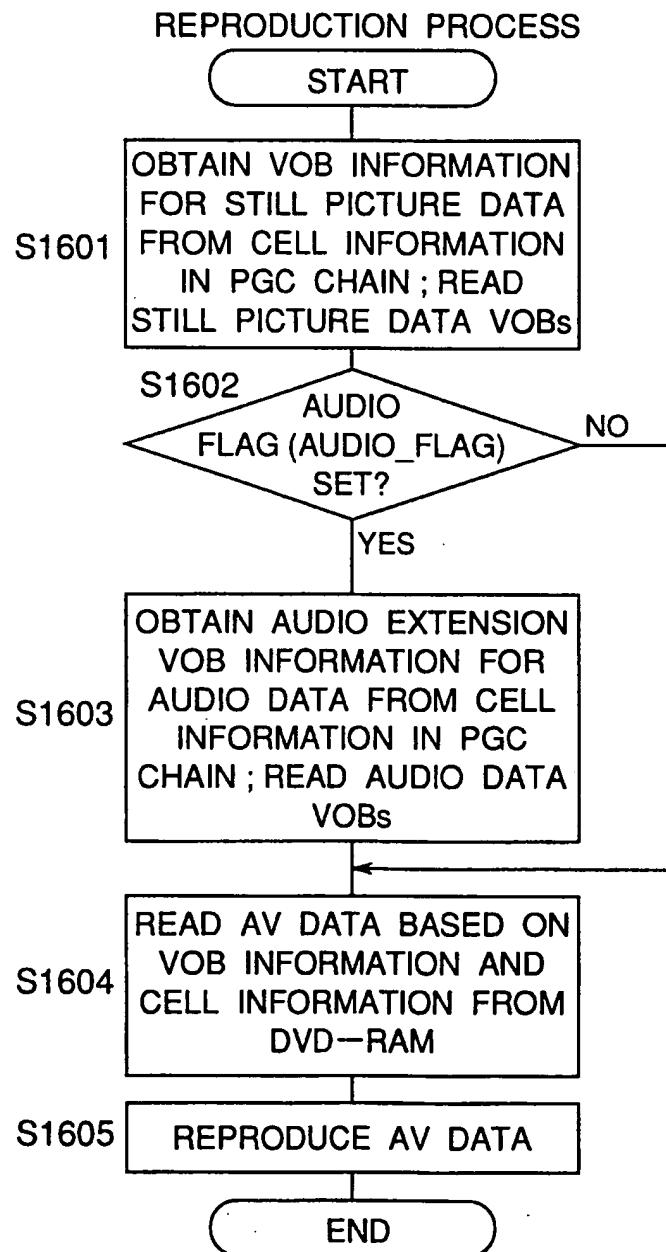 REPRODUCTION PROCESS
START
S1601
OBTAIN VOB INFORMATION
FOR STILL PICTURE DATA
FROM CELL INFORMATION
IN PGC CHAIN ; READ
STILL PICTURE DATA VOBs
S1602
AUDIO
FLAG (AUDIO_FLAG)
SET?
NO
YES
S1603
OBTAIN AUDIO EXTENSION
VOB INFORMATION FOR
AUDIO DATA FROM CELL
INFORMATION IN PGC
CHAIN ; READ AUDIO DATA
VOBs
S1604
READ AV DATA BASED ON
VOB INFORMATION AND
CELL INFORMATION FROM
DVD–RAM
S1605
REPRODUCE AV DATA
END